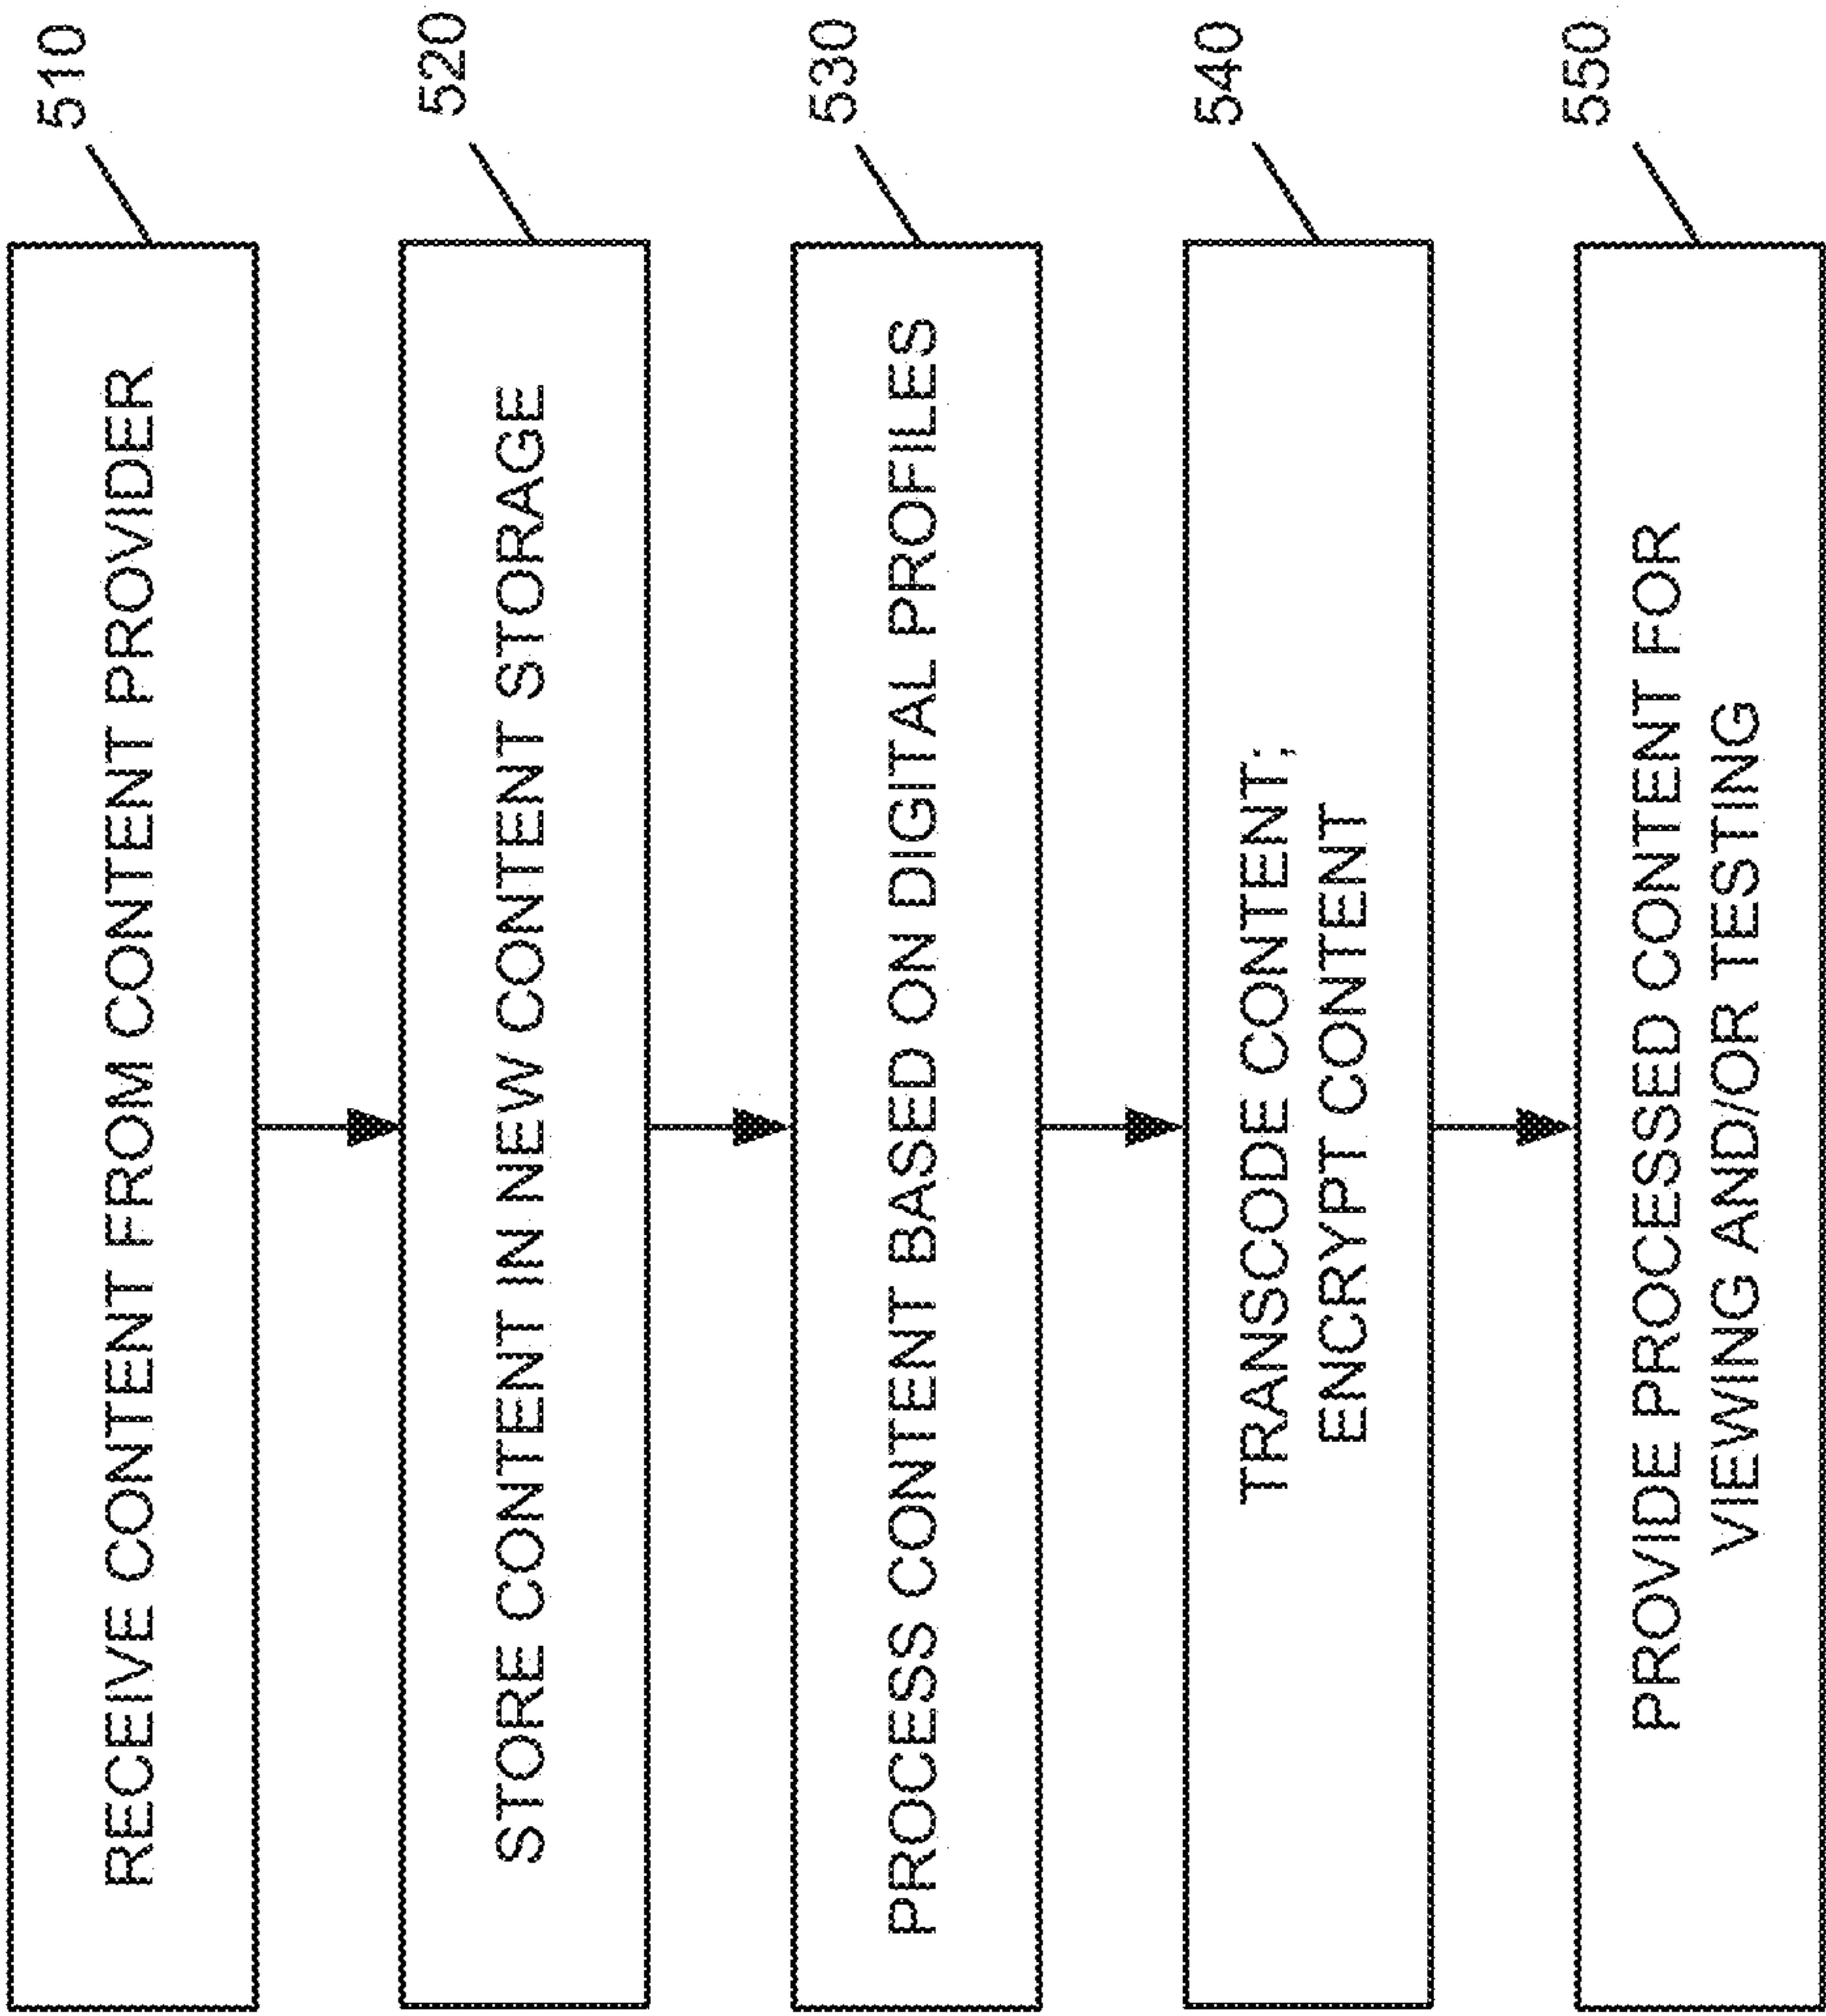 510
RECEIVE CONTENT FROM CONTENT PROVIDER
520
STORE CONTENT IN NEW CONTENT STORAGE
530
PROCESS CONTENT BASED ON DIGITAL PROFILES
540
TRANSCODE CONTENT;
ENCRYPT CONTENT
550
PROVIDE PROCESSED CONTENT FOR
VIEWING AND/OR TESTING